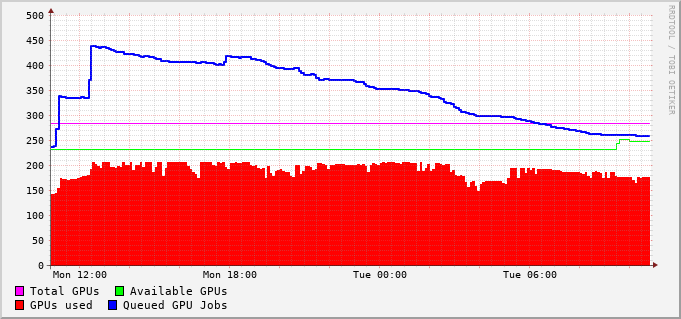 500
450
400
350
300
250
200
150
100
50
0
Mon 12:00 Mon 18:00 Tue 00:00 Tue 06:00
Total GPUs Available GPUs
GPUs used Queued GPU Jobs
RRDTOOL / TOBI OETIKER